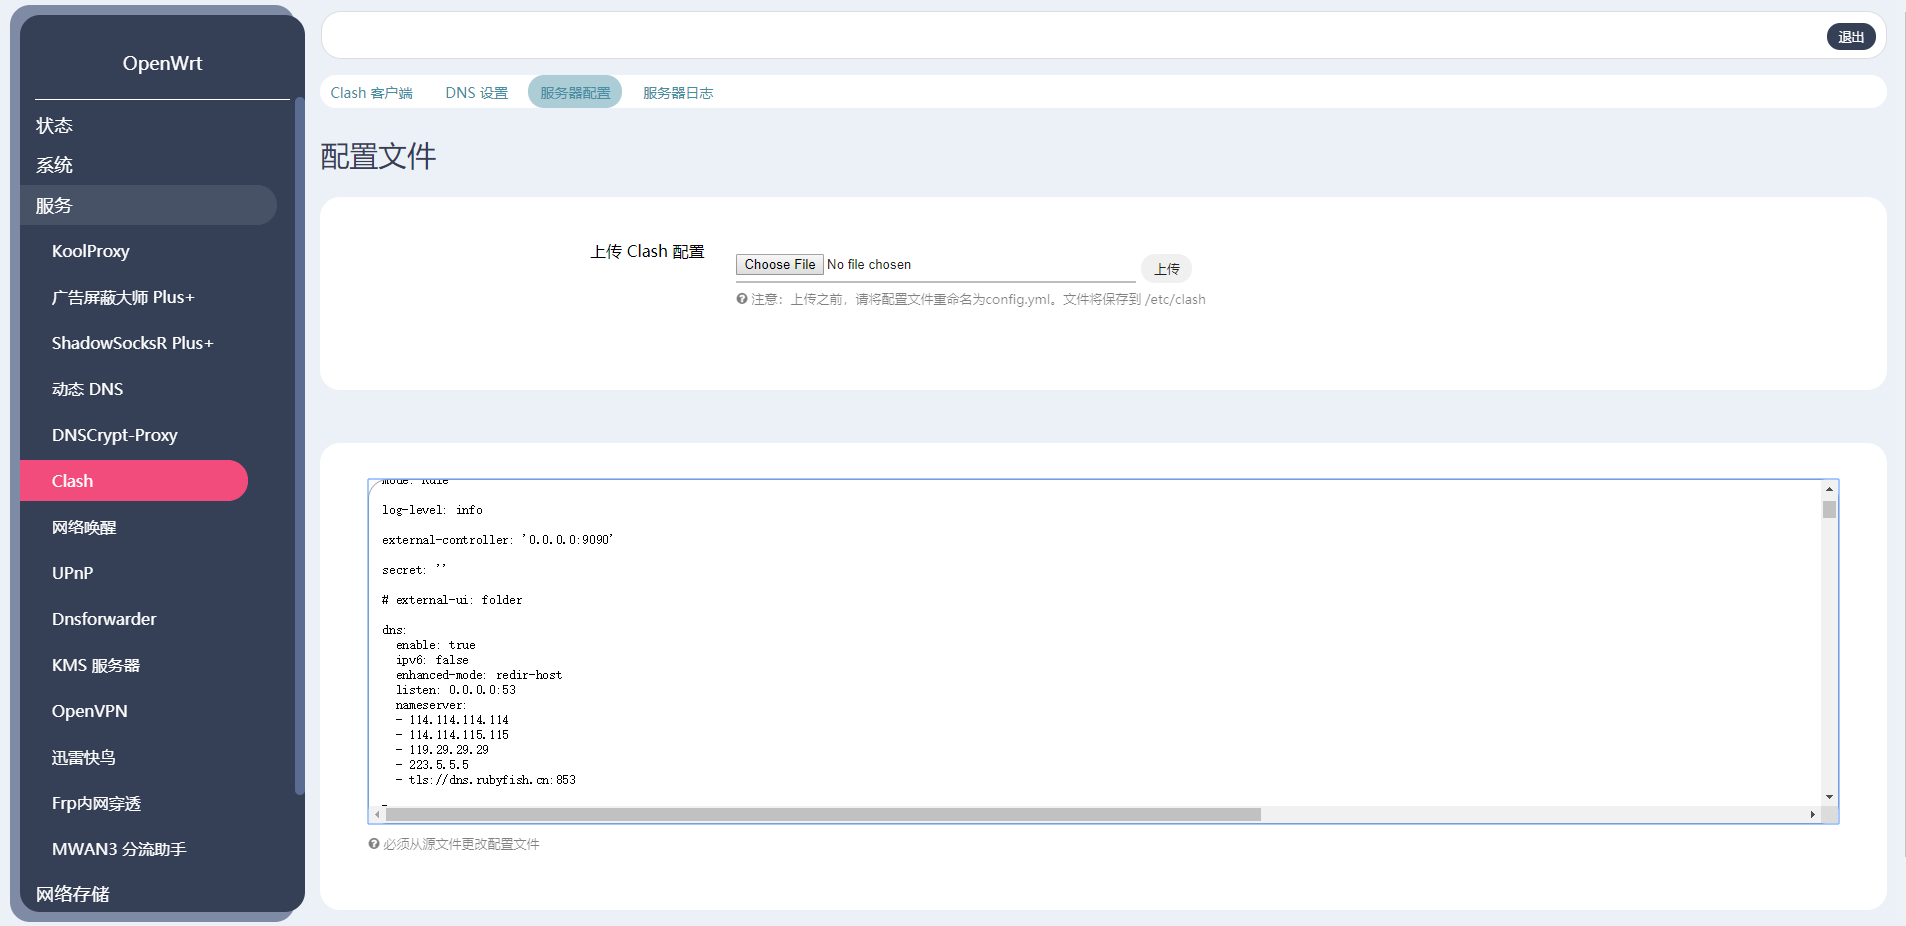 OpenWrt
状态
系统
服务
KoolProxy
广告屏蔽大师 Plus+
ShadowSocksR Plus+
动态 DNS
DNSCrypt-Proxy
Clash
网络唤醒
UPnP
Dnsforwarder
KMS 服务器
OpenVPN
迅雷快鸟
Frp内网穿透
MWAN3 分流助手
网络存储
退出
Clash 客户端 DNS 设置 服务器配置 服务器日志
配置文件
上传 Clash 配置 Choose File No file chosen 上传
注意：上传之前，请将配置文件重命名为config.yml。文件将保存到 /etc/clash
mode: Rule
log-level: info
external-controller: '0.0.0.0:9090'
secret: ''
# external-ui: folder
dns:
enable: true
ipv6: false
enhanced-mode: redir-host
listen: 0.0.0.0:53
nameserver:
- 114.114.114.114
- 114.114.115.115
- 119.29.29.29
- 223.5.5.5
- tls://dns.rubyfish.cn:853
必须从源文件更改配置文件